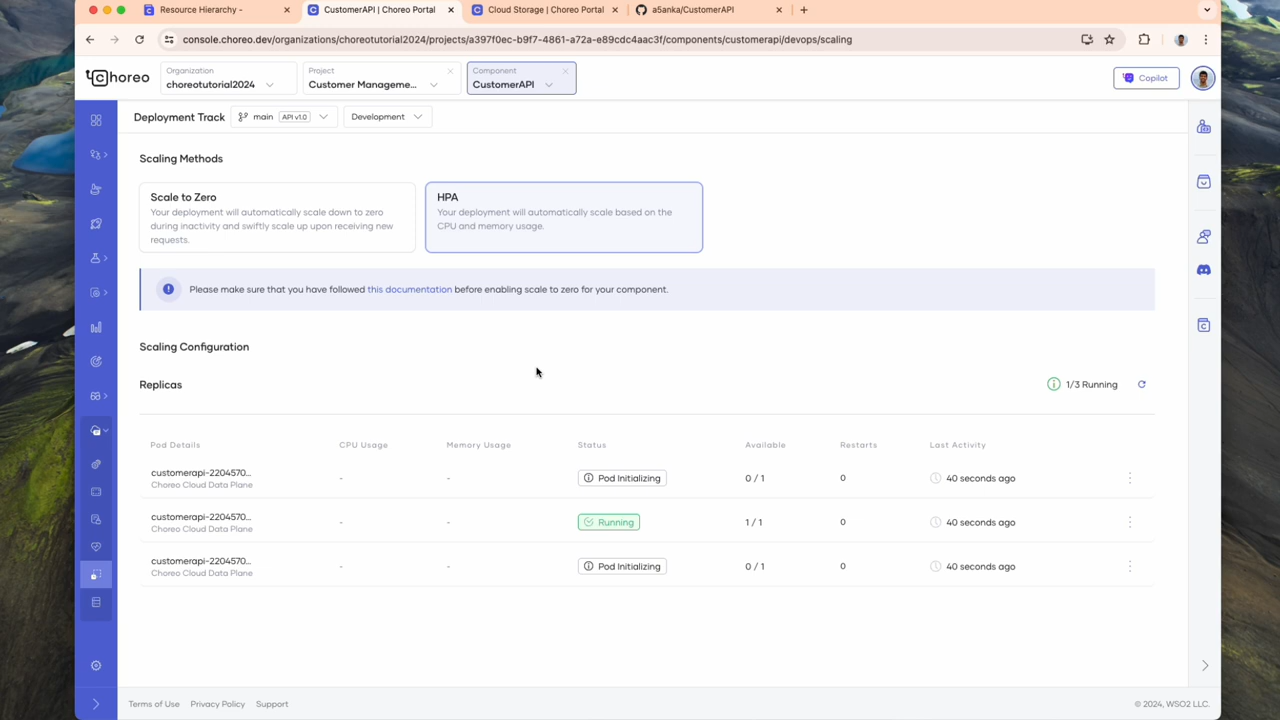 Resource Hierarchy -
CustomerAPI | Choreo Portal
Cloud Storage | Choreo Portal
a5anka/CustomerAPI
console.choreo.dev/organizations/choreotutorial2024/projects/a397f0ec-b9f7-4861-a72a-e89cdc4aac3f/components/customerapi/devops/scaling
Choreo
Organization
choreotutorial2024
Project
Customer Manageme...
Component
CustomerAPI
Copilot
Deployment Track
main
API v1.0
Development
Scaling Methods
Scale to Zero
Your deployment will automatically scale down to zero
during inactivity and swiftly scale up upon receiving new
requests.
HPA
Your deployment will automatically scale based on the
CPU and memory usage.
Please make sure that you have followed this documentation before enabling scale to zero for your component.
Scaling Configuration
Replicas
1/3 Running
Pod Details CPU Usage Memory Usage Status Available Restarts Last Activity
customerapi-2204570... - - Pod Initializing 0 / 1 0 40 seconds ago
Choreo Cloud Data Plane
customerapi-2204570... - - Running 1 / 1 0 40 seconds ago
Choreo Cloud Data Plane
customerapi-2204570... - - Pod Initializing 0 / 1 0 40 seconds ago
Choreo Cloud Data Plane
Terms of Use Privacy Policy Support
© 2024, WSO2 LLC.